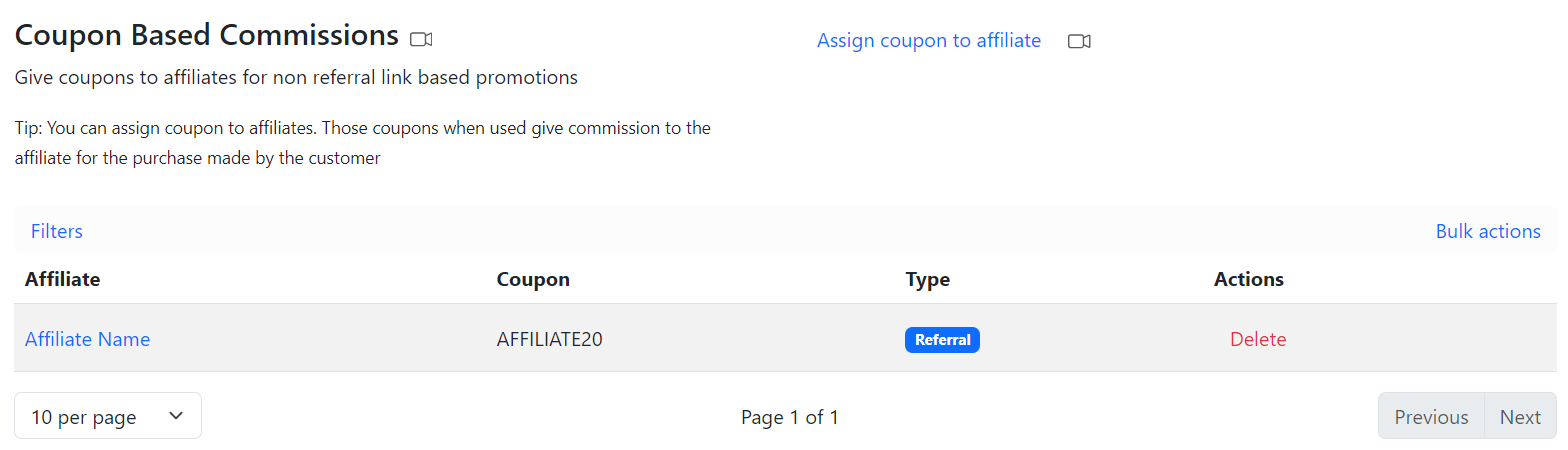 Coupon Based Commissions
Assign coupon to affiliate
Give coupons to affiliates for non referral link based promotions
Tip: You can assign coupon to affiliates. Those coupons when used give commission to the
affiliate for the purchase made by the customer
Filters
Bulk actions
Affiliate Coupon Type Actions
Affiliate Name AFFILIATE20 Referral Delete
10 per page Page 1 of 1 Previous Next